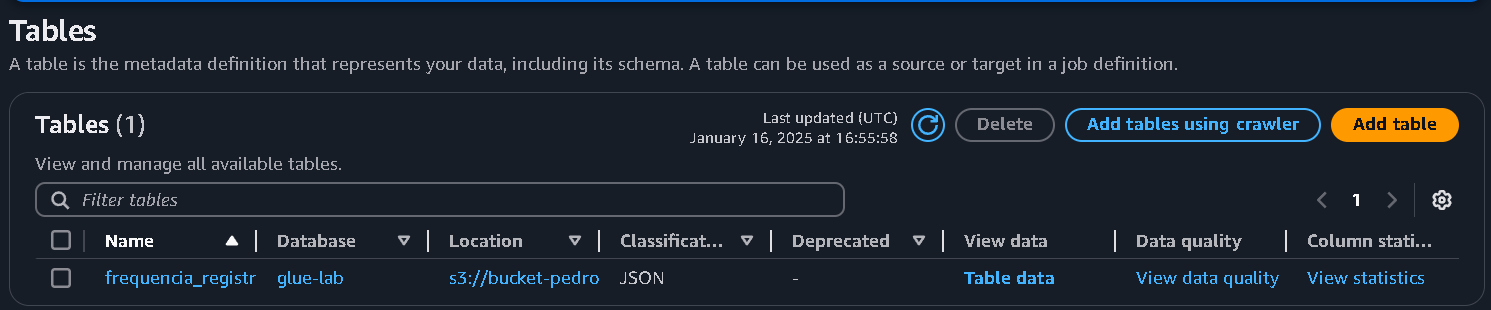 Tables
A table is the metadata definition that represents your data, including its schema. A table can be used as a source or target in a job definition.
Tables (1)
Last updated (UTC)
January 16, 2025 at 16:55:58
Delete
Add tables using crawler
Add table
View and manage all available tables.
Filter tables
1
Name Database Location Classificat... Deprecated View data Data quality Column stati...
frequencia_registr glue-lab s3://bucket-pedro JSON - Table data View data quality View statistics